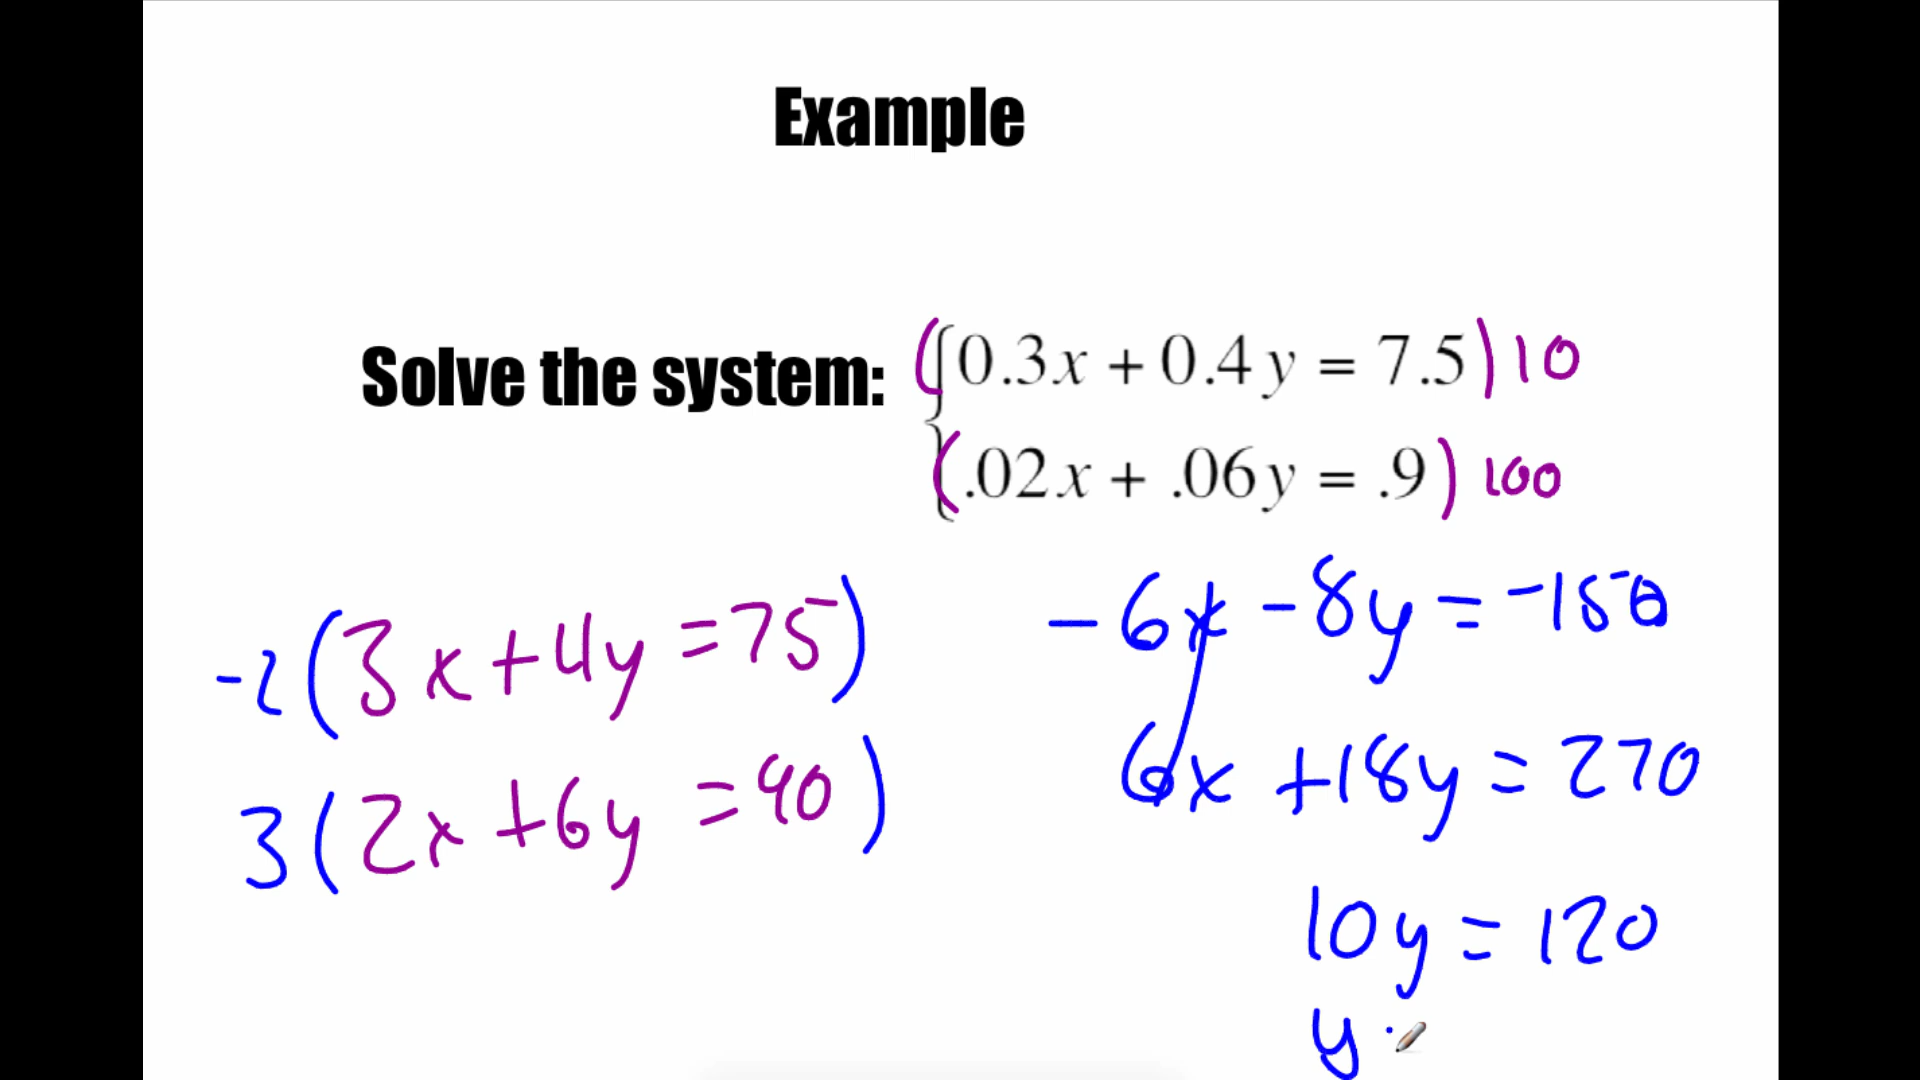 Example
Solve the system:
(0.3x + 0.4y = 7.5) 10
(.02x + .06y = .9) 100
-2(3x+4y=75)
3(2x+6y=90)
-6x -8y = -150
6x +18y = 270
10y = 120
y